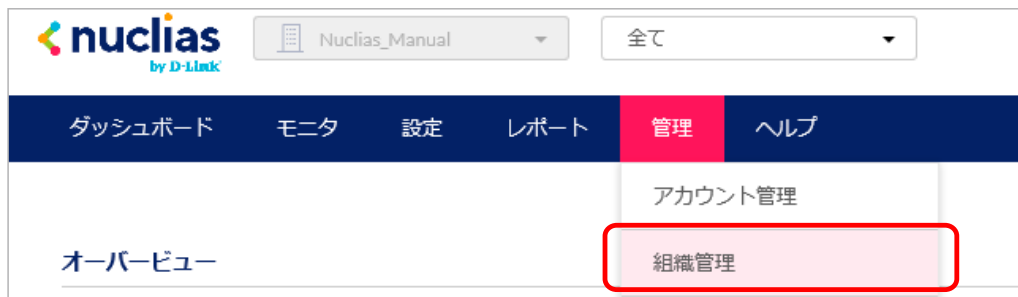 nuclias
by D-Link
Nuclias_Manual
全て
ダッシュボード モニタ 設定 レポート 管理 ヘルプ
アカウント管理
組織管理
オーバービュー